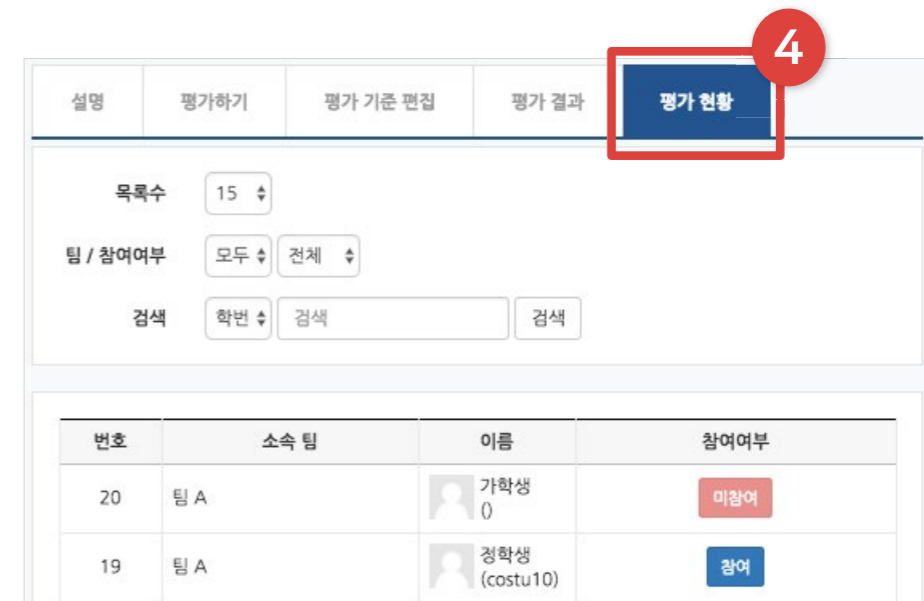 4
설명 평가하기 평가 기준 편집 평가 결과 평가 현황
목록수 15
팀 / 참여여부 모두 전체
검색 학번 검색 검색
번호 소속 팀 이름 참여여부
20 팀 A 가학생 () 미참여
19 팀 A 정학생 (costu10) 참여